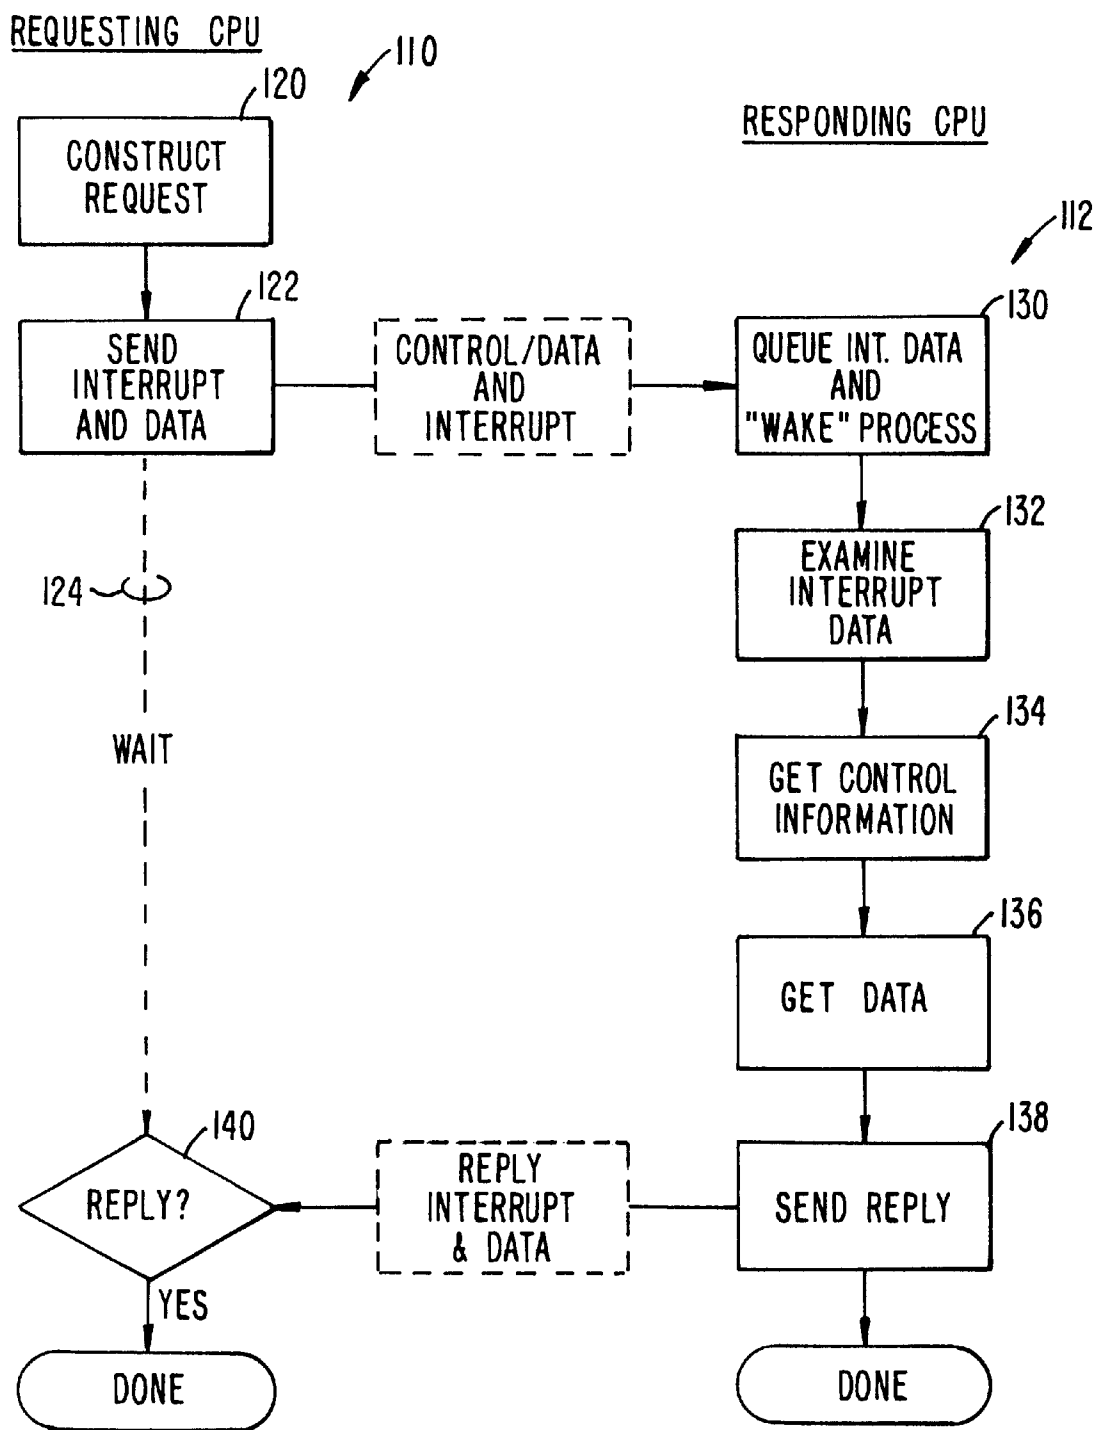 REQUESTING CPU
110
120
CONSTRUCT
REQUEST
RESPONDING CPU
112
122
SEND
INTERRUPT
AND DATA
CONTROL/DATA
AND
INTERRUPT
130
QUEUE INT. DATA
AND
"WAKE" PROCESS
132
EXAMINE
INTERRUPT
DATA
124
WAIT
134
GET CONTROL
INFORMATION
136
GET DATA
138
SEND REPLY
140
REPLY?
REPLY
INTERRUPT
& DATA
YES
DONE
DONE